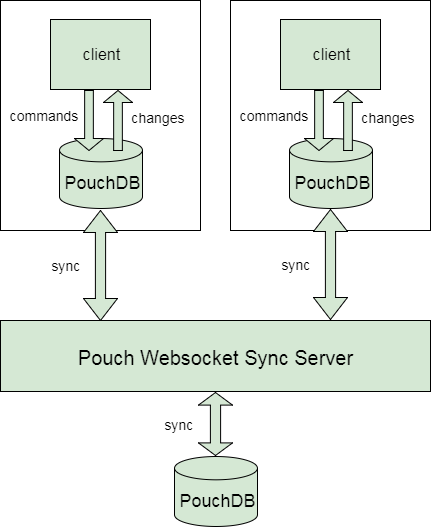 client
client
commands
changes
commands
changes
PouchDB
PouchDB
sync
sync
Pouch Websocket Sync Server
sync
PouchDB